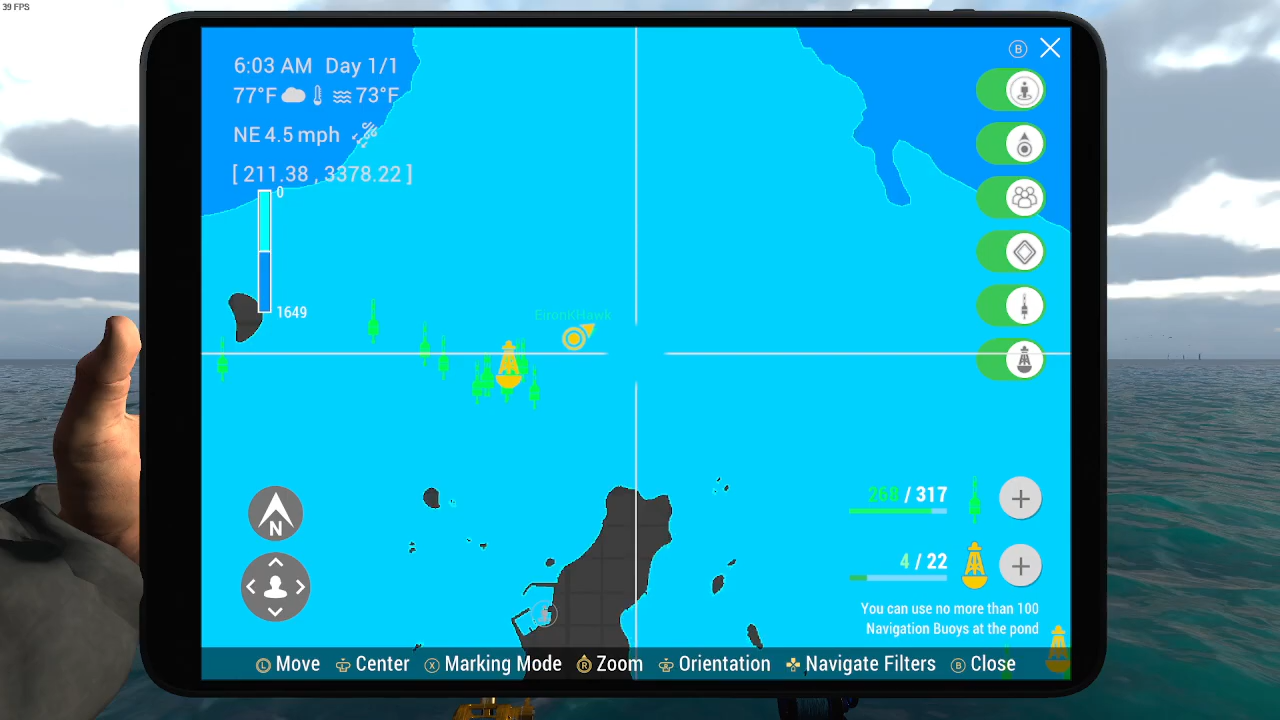 39 FPS
6:03 AM Day 1/1
77°F 73°F
NE 4.5 mph
[ 211.38 , 3378.22 ]
0
1649
EironKHawk
B
N
268 / 317
4 / 22
You can use no more than 100
Navigation Buoys at the pond
L Move Center X Marking Mode R Zoom Orientation Navigate Filters B Close